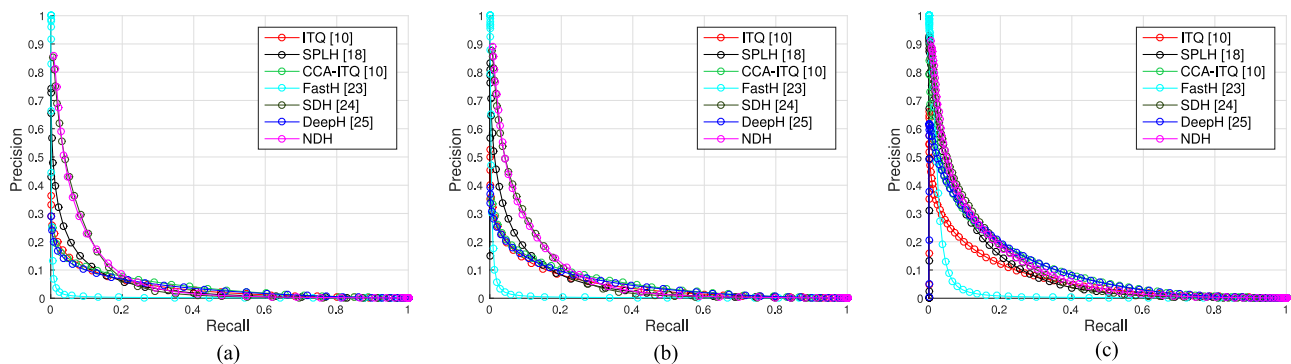 1
0.9
0.8
0.7
0.6
0.5
0.4
0.3
0.2
0.1
0
Precision
ITQ [10]
SPLH [18]
CCA-ITQ [10]
FastH [23]
SDH [24]
DeepH [25]
NDH
0 0.2 0.4 0.6 0.8 1
Recall
(a)
1
0.9
0.8
0.7
0.6
0.5
0.4
0.3
0.2
0.1
0
Precision
ITQ [10]
SPLH [18]
CCA-ITQ [10]
FastH [23]
SDH [24]
DeepH [25]
NDH
0 0.2 0.4 0.6 0.8 1
Recall
(b)
1
0.9
0.8
0.7
0.6
0.5
0.4
0.3
0.2
0.1
0
Precision
ITQ [10]
SPLH [18]
CCA-ITQ [10]
FastH [23]
SDH [24]
DeepH [25]
NDH
0 0.2 0.4 0.6 0.8 1
Recall
(c)